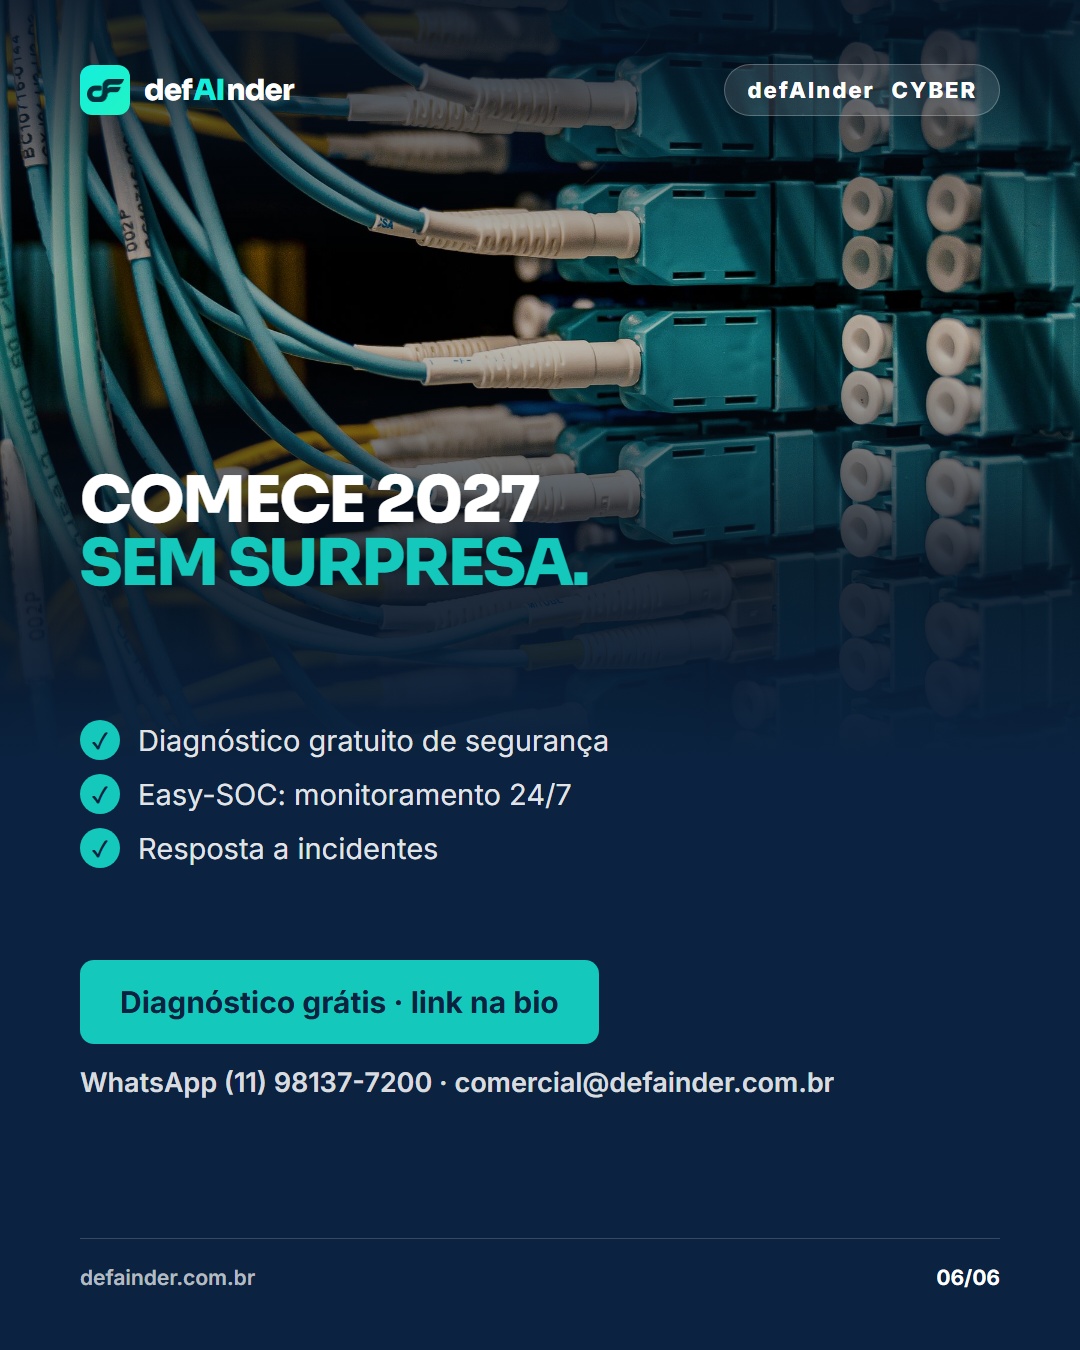 defAInder
defAInder CYBER
COMECE 2027
SEM SURPRESA.
Diagnóstico gratuito de segurança
Easy-SOC: monitoramento 24/7
Resposta a incidentes
Diagnóstico grátis · link na bio
WhatsApp (11) 98137-7200 · comercial@defainder.com.br
defainder.com.br
06/06